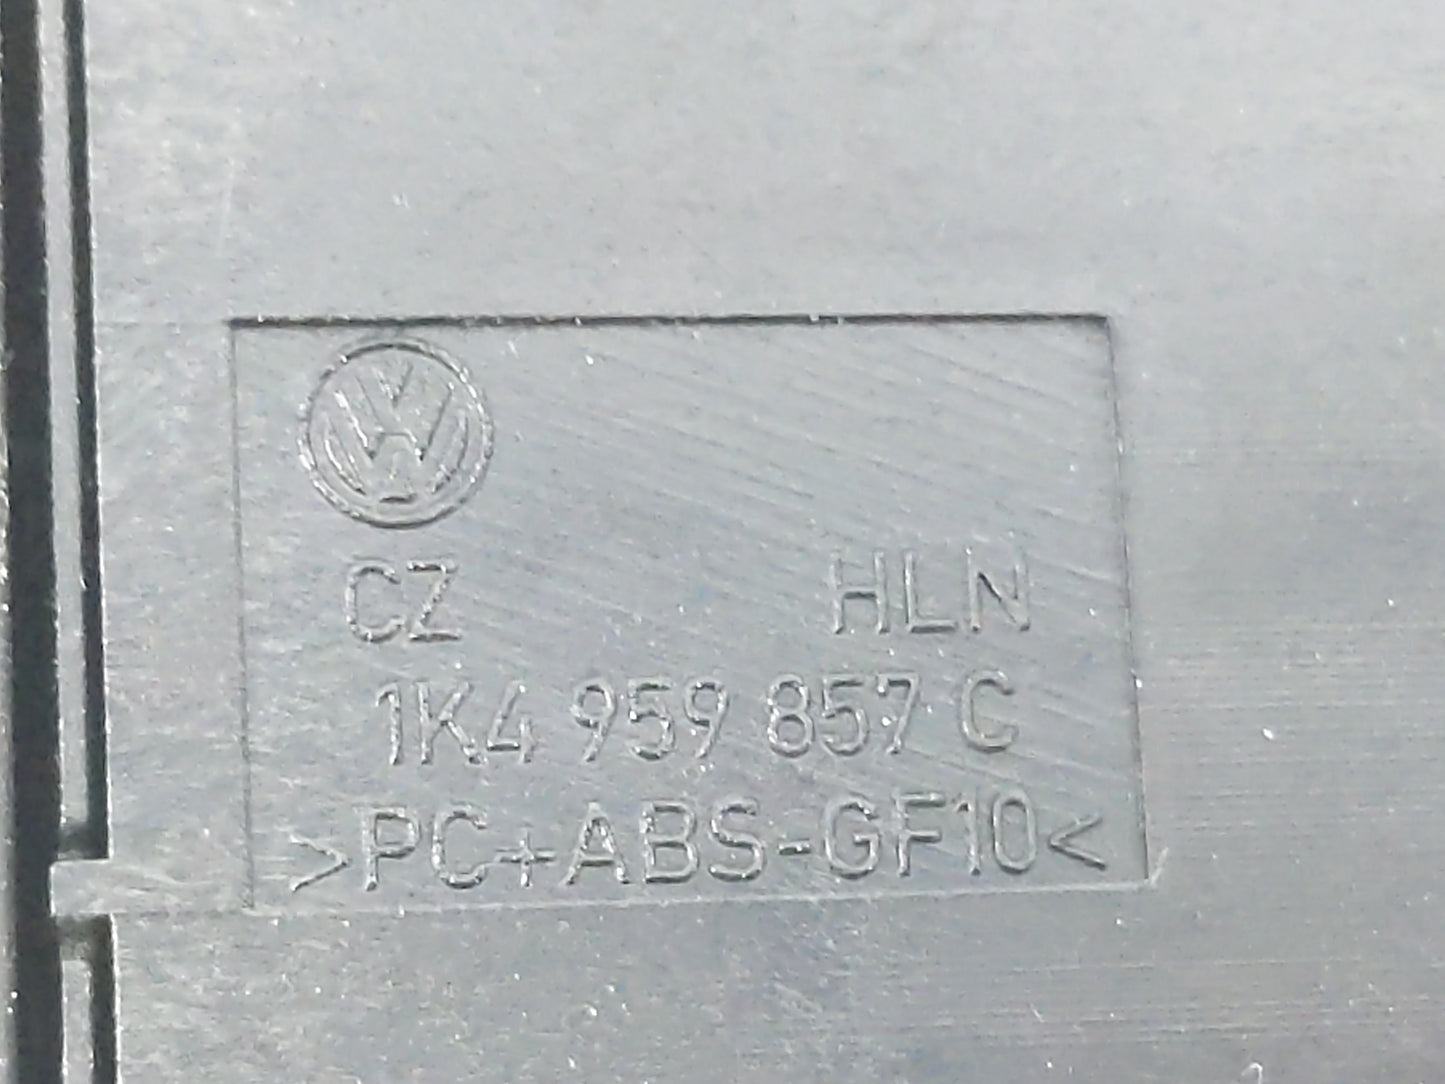 CZ HLN
1K4 959 857 C
>PC+ABS-GF10<